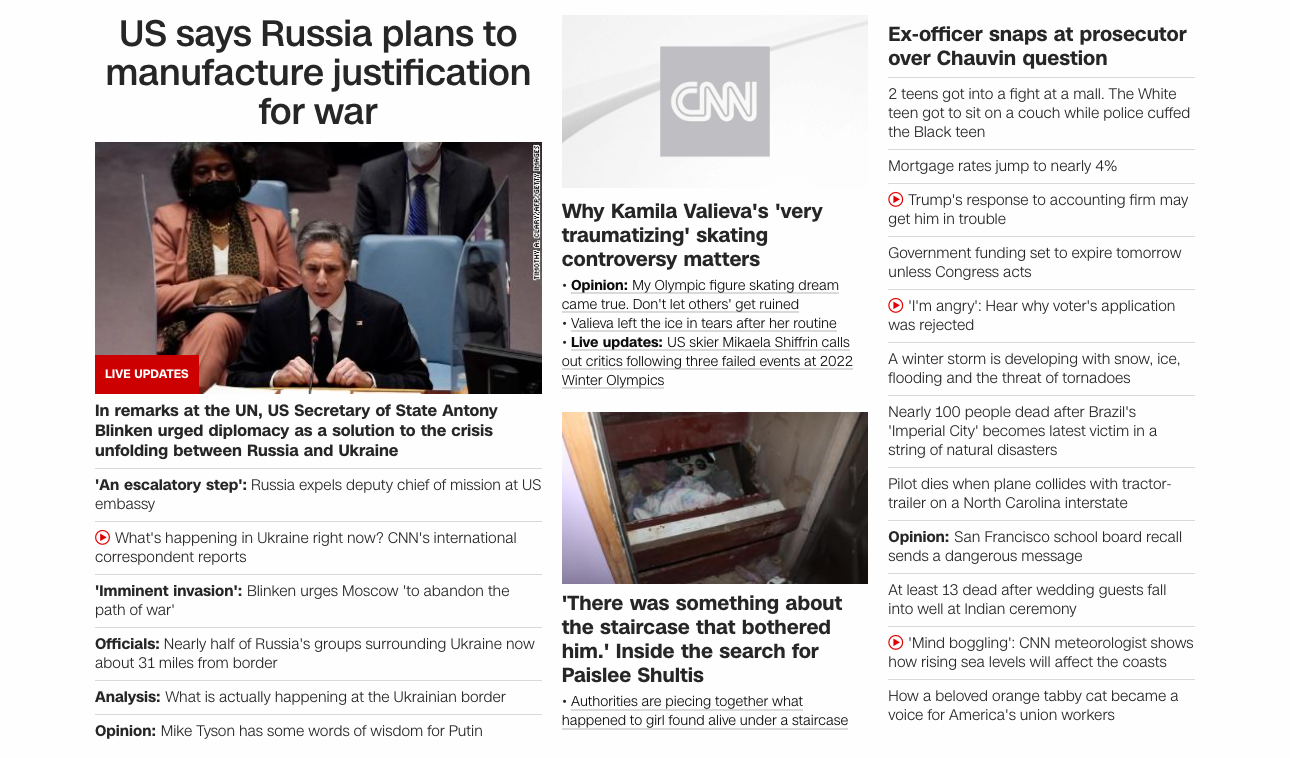 US says Russia plans to
manufacture justification
for war
TIMOTHY A. CLARY/AFP/GETTY IMAGES
LIVE UPDATES
In remarks at the UN, US Secretary of State Antony
Blinken urged diplomacy as a solution to the crisis
unfolding between Russia and Ukraine
'An escalatory step': Russia expels deputy chief of mission at US
embassy
What's happening in Ukraine right now? CNN's international
correspondent reports
'Imminent invasion': Blinken urges Moscow 'to abandon the
path of war'
Officials: Nearly half of Russia's groups surrounding Ukraine now
about 31 miles from border
Analysis: What is actually happening at the Ukrainian border
Opinion: Mike Tyson has some words of wisdom for Putin
CNN
Why Kamila Valieva's 'very
traumatizing' skating
controversy matters
• Opinion: My Olympic figure skating dream
came true. Don't let others' get ruined
• Valieva left the ice in tears after her routine
• Live updates: US skier Mikaela Shiffrin calls
out critics following three failed events at 2022
Winter Olympics
'There was something about
the staircase that bothered
him.' Inside the search for
Paislee Shultis
• Authorities are piecing together what
happened to girl found alive under a staircase
Ex-officer snaps at prosecutor
over Chauvin question
2 teens got into a fight at a mall. The White
teen got to sit on a couch while police cuffed
the Black teen
Mortgage rates jump to nearly 4%
Trump's response to accounting firm may
get him in trouble
Government funding set to expire tomorrow
unless Congress acts
'I'm angry': Hear why voter's application
was rejected
A winter storm is developing with snow, ice,
flooding and the threat of tornadoes
Nearly 100 people dead after Brazil's
'Imperial City' becomes latest victim in a
string of natural disasters
Pilot dies when plane collides with tractor-
trailer on a North Carolina interstate
Opinion: San Francisco school board recall
sends a dangerous message
At least 13 dead after wedding guests fall
into well at Indian ceremony
'Mind boggling': CNN meteorologist shows
how rising sea levels will affect the coasts
How a beloved orange tabby cat became a
voice for America's union workers